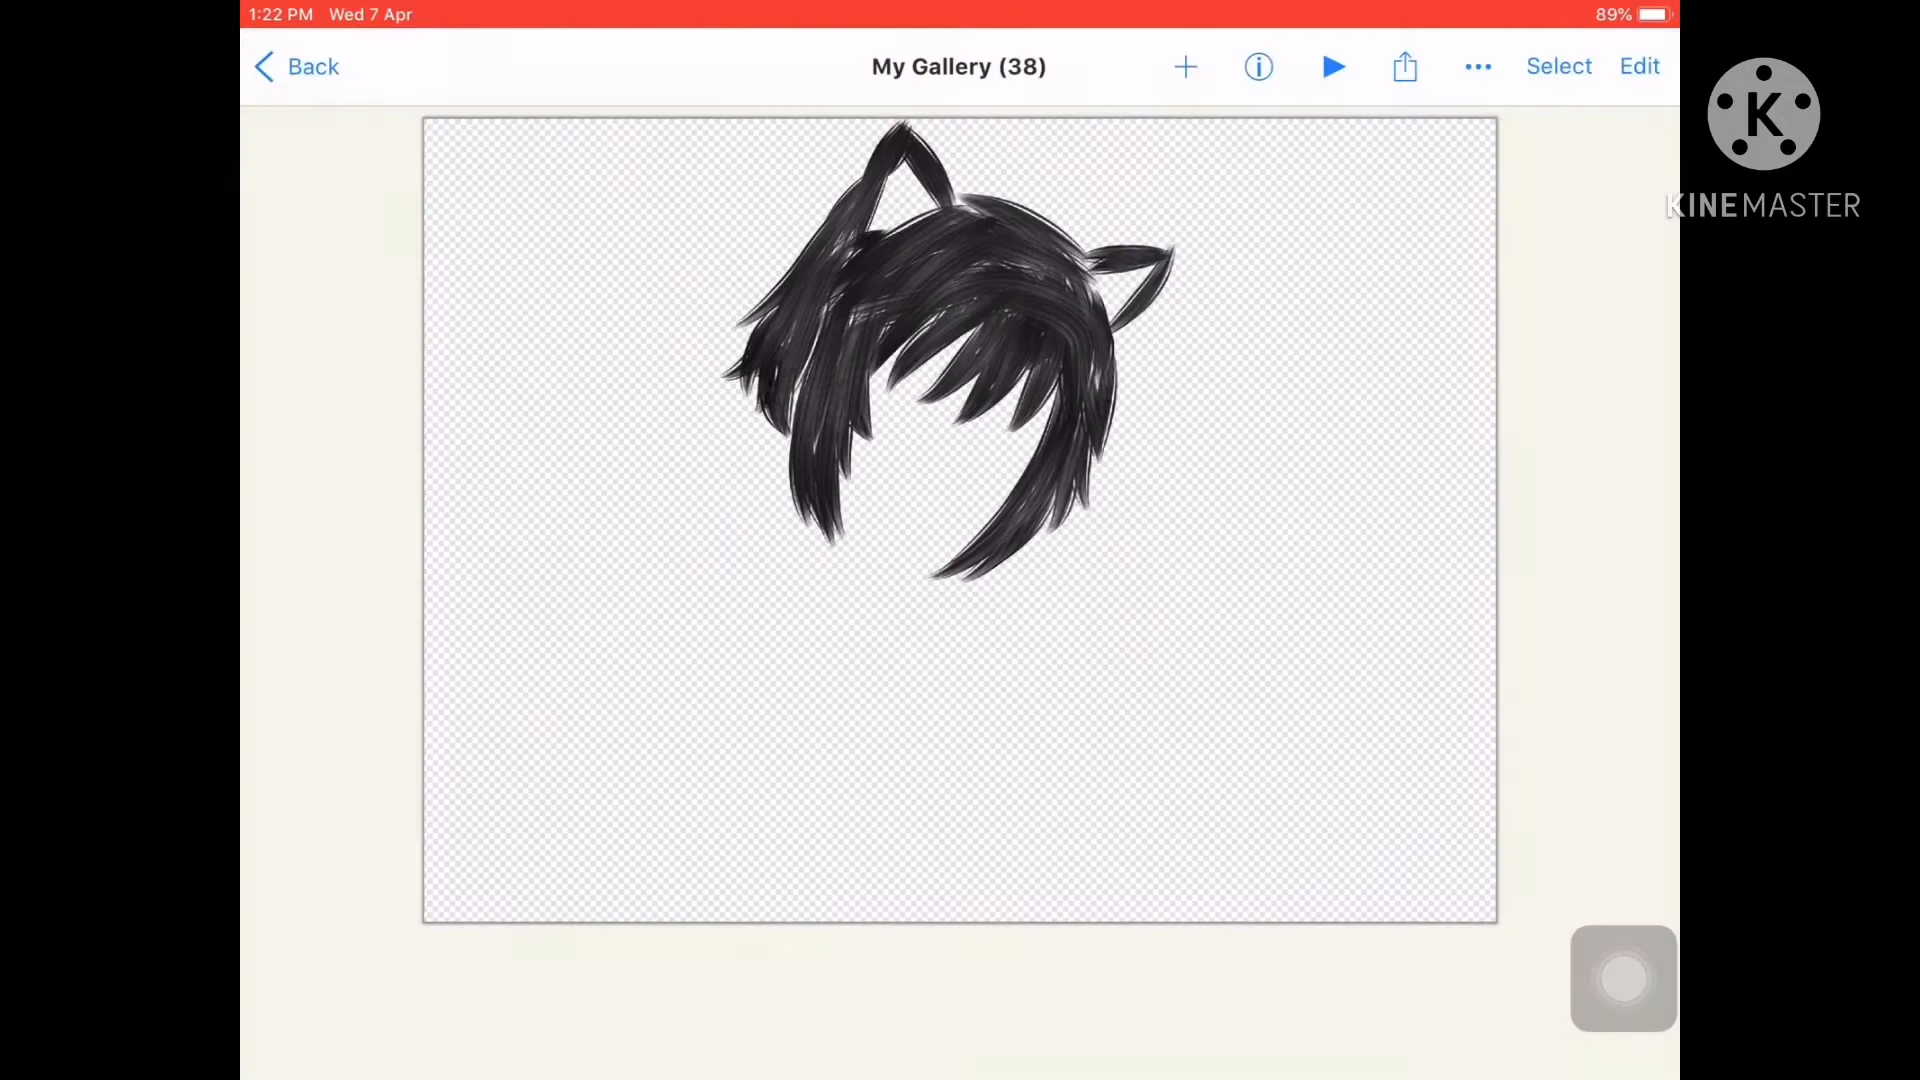 1:22 PM Wed 7 Apr 89%
Back My Gallery (38) Select Edit
K
KINEMASTER